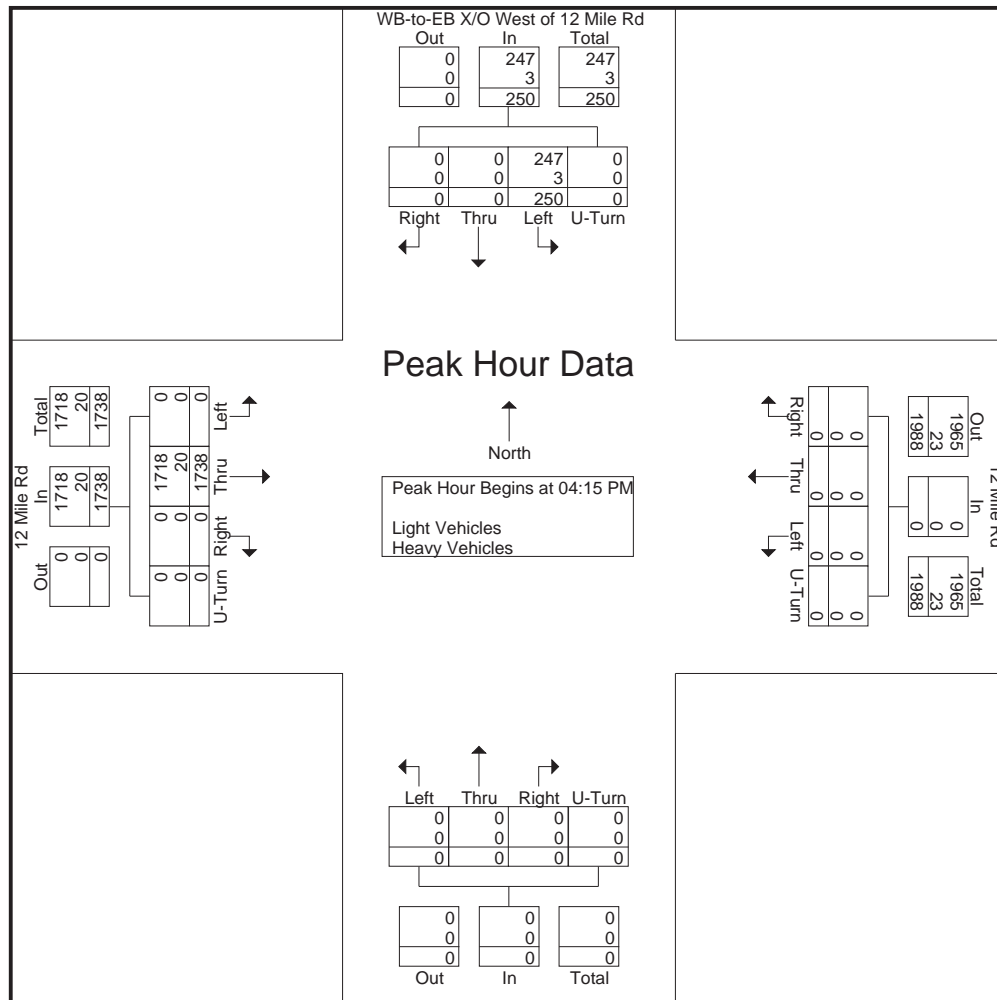 WB-to-EB X/O West of 12 Mile Rd
Out In Total
0 247 247
0 3 3
0 250 250
0 0 247 0
0 0 3 0
0 0 250 0
Right Thru Left U-Turn
Peak Hour Data
North
Peak Hour Begins at 04:15 PM
Light Vehicles
Heavy Vehicles
12 Mile Rd
Out In Total
0 1718 1718
0 20 20
0 1738 1738
U-Turn Right Thru Left
0 0 1718 0
0 0 20 0
0 0 1738 0
12 Mile Rd
Out In Total
1965 0 1965
23 0 23
1988 0 1988
Right Thru Left U-Turn
0 0 0 0
0 0 0 0
0 0 0 0
Left Thru Right U-Turn
0 0 0 0
0 0 0 0
0 0 0 0
0 0 0
0 0 0
0 0 0
Out In Total